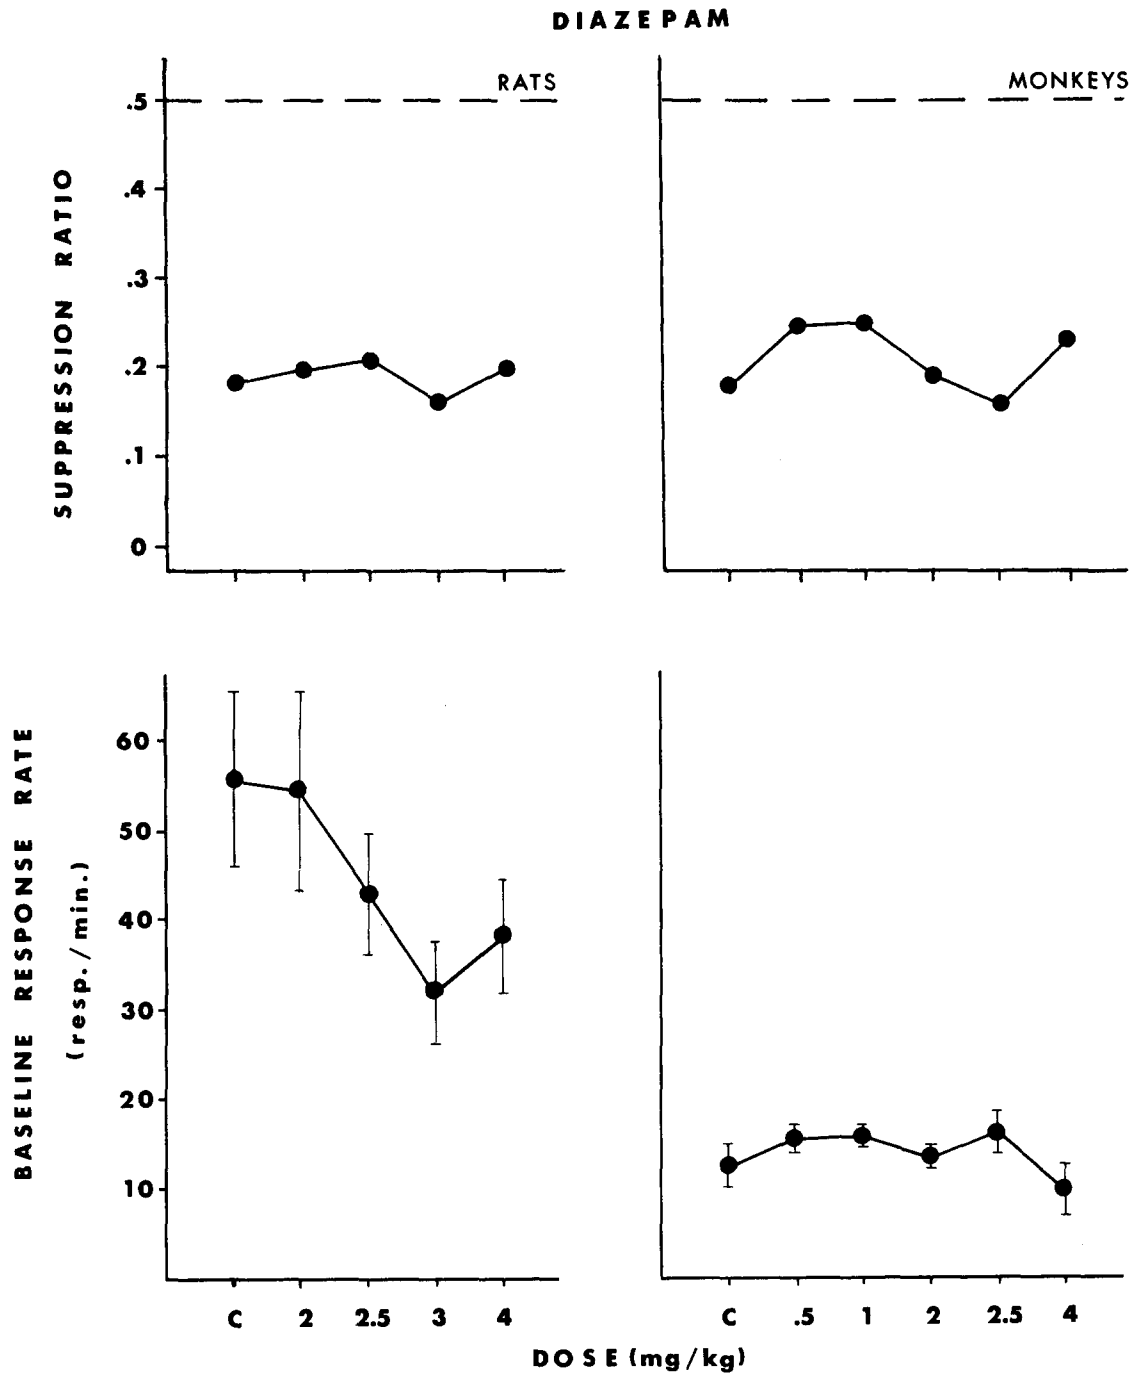 DIAZEPAM
RATS
MONKEYS
SUPPRESSION RATIO
.5
.4
.3
.2
.1
0
BASELINE RESPONSE RATE
(resp./min.)
60
50
40
30
20
10
C 2 2.5 3 4
C .5 1 2 2.5 4
DOSE (mg/kg)